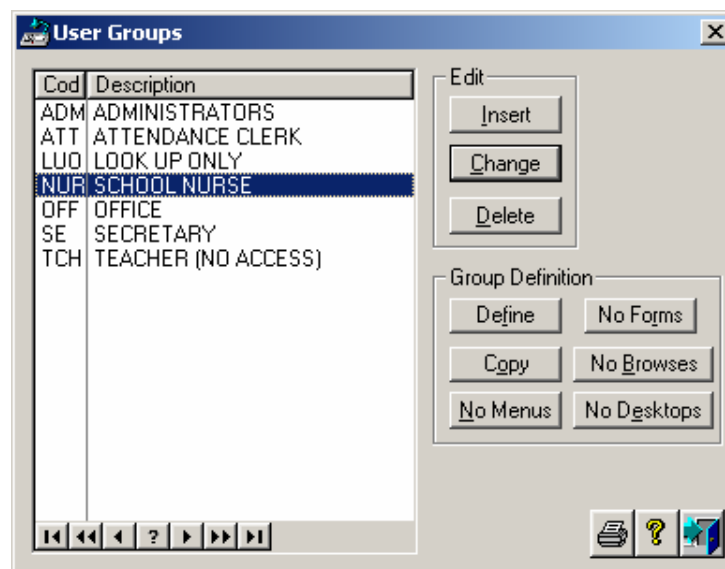 User Groups
Cod Description
ADM ADMINISTRATORS
ATT ATTENDANCE CLERK
LUO LOOK UP ONLY
NUR SCHOOL NURSE
OFF OFFICE
SE SECRETARY
TCH TEACHER (NO ACCESS)
?
Edit
Insert
Change
Delete
Group Definition
Define No Forms
Copy No Browses
No Menus No Desktops
?